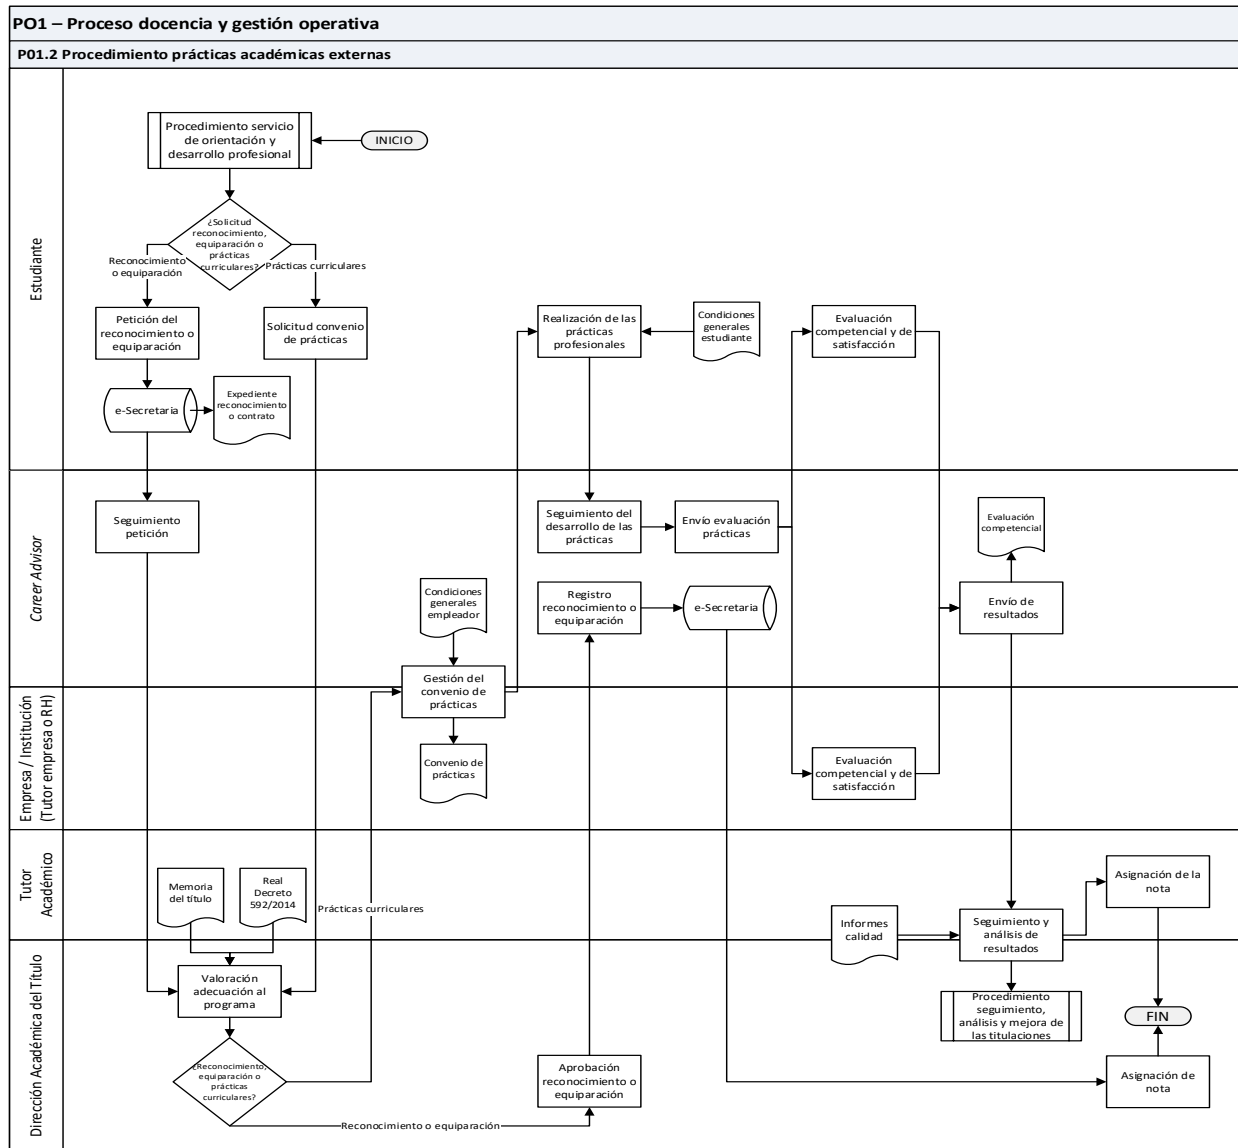 PO1 – Proceso docencia y gestión operativa
P01.2 Procedimiento prácticas académicas externas
Estudiante
Procedimiento servicio
de orientación y
desarrollo profesional
INICIO
¿Solicitud
reconocimiento,
equiparación o
prácticas
curriculares?
Reconocimiento
o equiparación
Prácticas curriculares
Petición del
reconocimiento o
equiparación
Solicitud convenio
de prácticas
e-Secretaria
Expediente
reconocimiento
o contrato
Realización de las
prácticas
profesionales
Condiciones
generales
estudiante
Evaluación
competencial y de
satisfacción
Career Advisor
Seguimiento
petición
Seguimiento del
desarrollo de las
prácticas
Envío evaluación
prácticas
Evaluación
competencial
Condiciones
generales
empleador
Registro
reconocimiento o
equiparación
e-Secretaria
Envío de
resultados
Gestión del
convenio de
prácticas
Empresa / Institución
(Tutor empresa o RH)
Convenio de
prácticas
Evaluación
competencial y de
satisfacción
Tutor
Académico
Memoria
del título
Real
Decreto
592/2014
Prácticas curriculares
Informes
calidad
Seguimiento y
análisis de
resultados
Asignación de la
nota
Dirección Académica del Título
Valoración
adecuación al
programa
Procedimiento
seguimiento,
análisis y mejora de
las titulaciones
FIN
¿Reconocimiento,
equiparación o
prácticas
curriculares?
Aprobación
reconocimiento o
equiparación
Asignación de
nota
Reconocimiento o equiparación